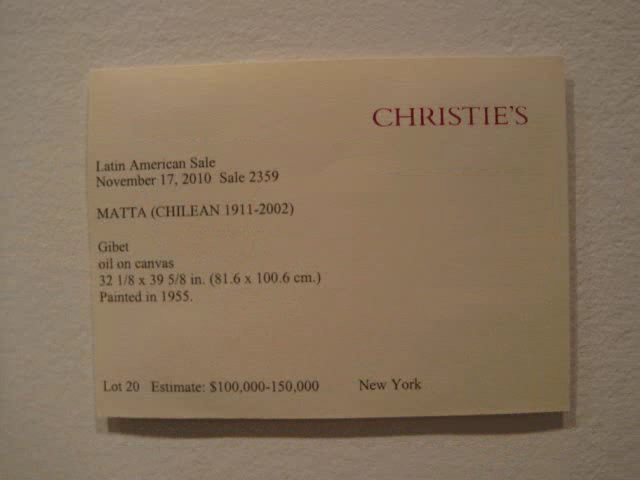 CHRISTIE'S
Latin American Sale
November 17, 2010 Sale 2359
MATTA (CHILEAN 1911-2002)
Gibet
oil on canvas
32 1/8 x 39 5/8 in. (81.6 x 100.6 cm.)
Painted in 1955.
Lot 20 Estimate: $100,000-150,000 New York